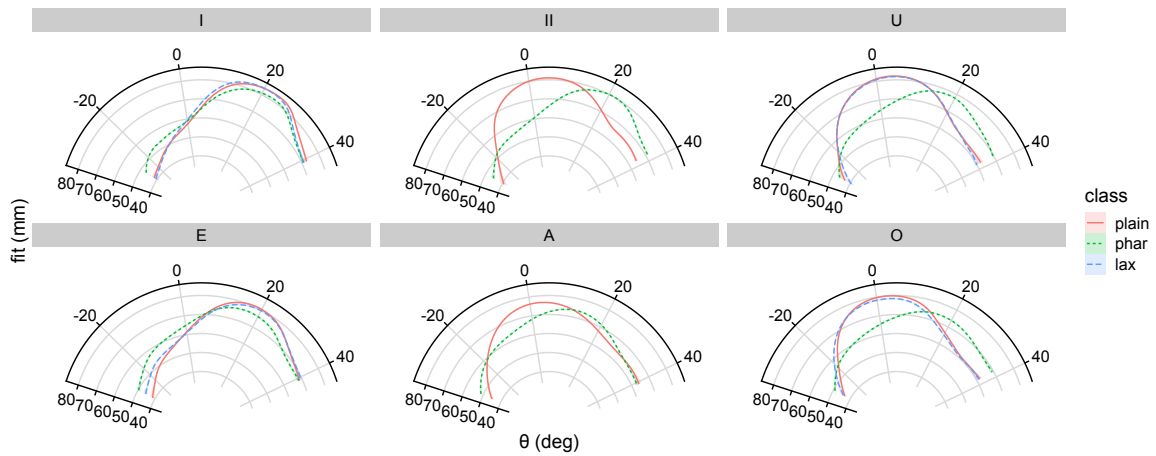 I II U
0 0 0
20 20 20
-20 -20 -20
40 40 40
80 70 60 50 40 80 70 60 50 40 80 70 60 50 40
E A O
0 0 0
20 20 20
-20 -20 -20
40 40 40
80 70 60 50 40 80 70 60 50 40 80 70 60 50 40
fit (mm)
θ (deg)
class
plain
phar
lax